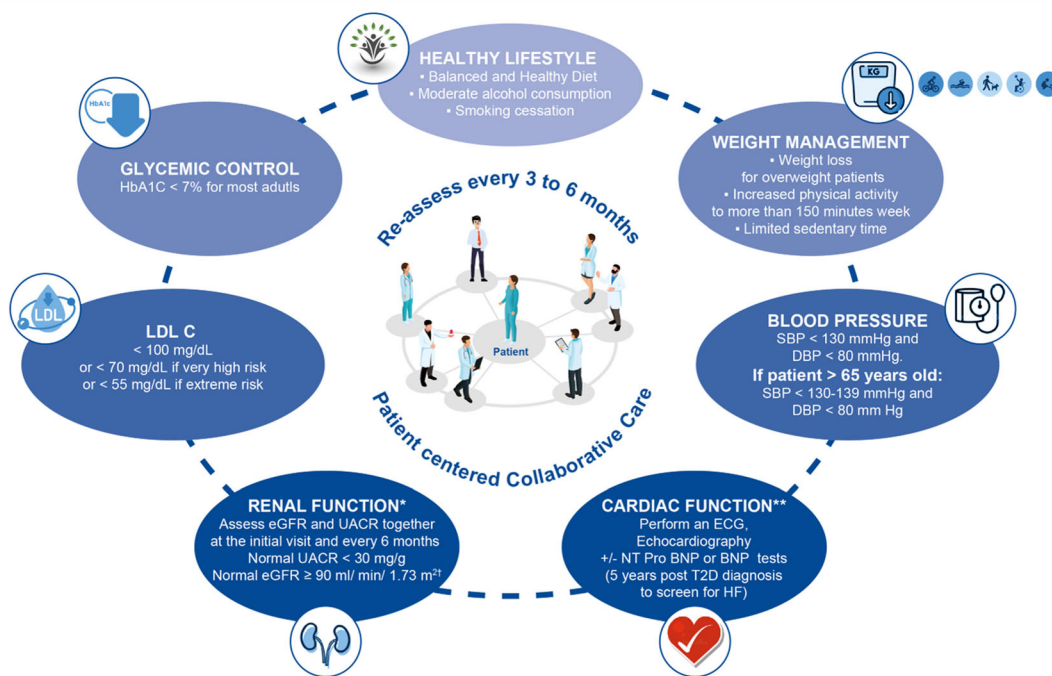 HEALTHY LIFESTYLE
▪ Balanced and Healthy Diet
▪ Moderate alcohol consumption
▪ Smoking cessation
KG
WEIGHT MANAGEMENT
▪ Weight loss
for overweight patients
▪ Increased physical activity
to more than 150 minutes week
▪ Limited sedentary time
HbA1c
GLYCEMIC CONTROL
HbA1C < 7% for most adutls
Re-assess every 3 to 6 months
Patient
Patient centered Collaborative Care
LDL
LDL C
< 100 mg/dL
or < 70 mg/dL if very high risk
or < 55 mg/dL if extreme risk
BLOOD PRESSURE
SBP < 130 mmHg and
DBP < 80 mmHg.
If patient > 65 years old:
SBP < 130-139 mmHg and
DBP < 80 mm Hg
RENAL FUNCTION*
Assess eGFR and UACR together
at the initial visit and every 6 months
Normal UACR < 30 mg/g
Normal eGFR ≥ 90 ml/ min/ 1.73 m²†
CARDIAC FUNCTION**
Perform an ECG,
Echocardiography
+/- NT Pro BNP or BNP tests
(5 years post T2D diagnosis
to screen for HF)